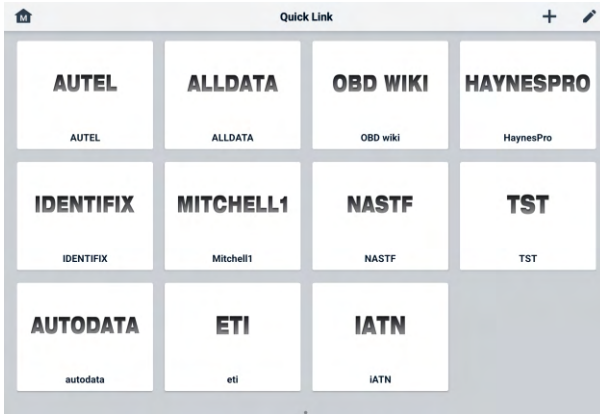 M
Quick Link
AUTEL
AUTEL
ALLDATA
ALLDATA
OBD WIKI
OBD wiki
HAYNESPRO
HaynesPro
IDENTIFIX
IDENTIFIX
MITCHELL1
Mitchell1
NASTF
NASTF
TST
TST
AUTODATA
autodata
ETI
eti
IATN
iATN